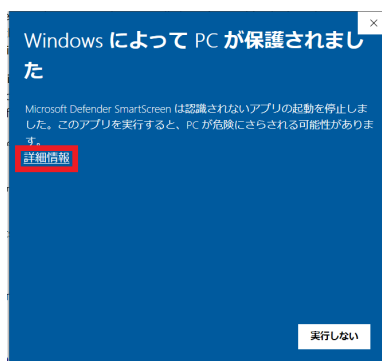 Windows によって PC が保護されまし
た
Microsoft Defender SmartScreen は認識されないアプリの起動を停止しま
した。このアプリを実行すると、PC が危険にさらされる可能性がありま
す。
詳細情報
実行しない